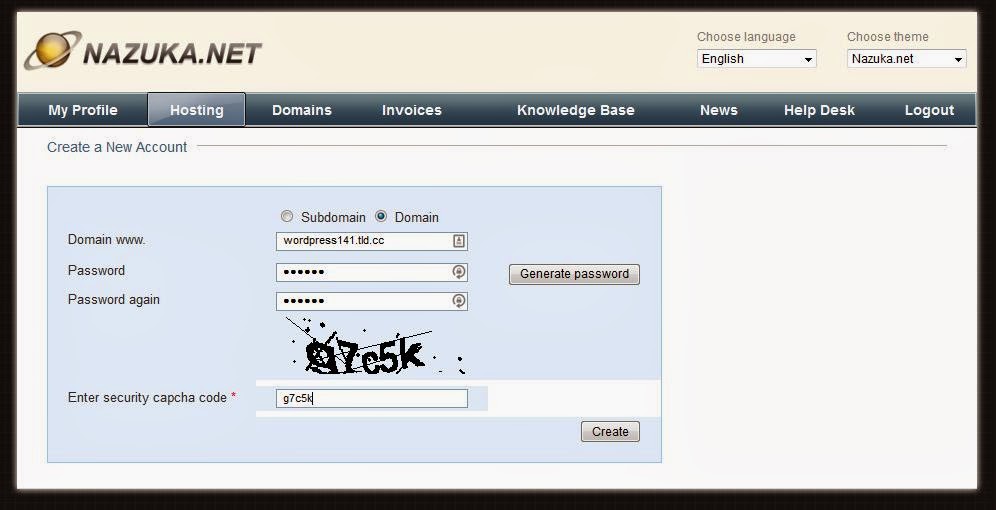 NAZUKA.NET
Choose language Choose theme
English Nazuka.net
My Profile Hosting Domains Invoices Knowledge Base News Help Desk Logout
Create a New Account
Subdomain Domain
Domain www. wordpress141.tld.cc
Password •••••• Generate password
Password again ••••••
g7c5k
Enter security capcha code * g7c5k
Create